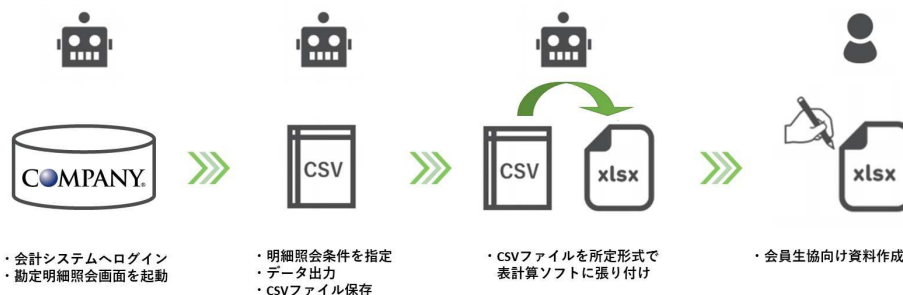 COMPANY®
CSV
CSV
xlsx
xlsx
・会計システムへログイン
・勘定明細照会画面を起動
・明細照会条件を指定
・データ出力
・CSVファイル保存
・CSVファイルを所定形式で
表計算ソフトに張り付け
・会員生協向け資料作成